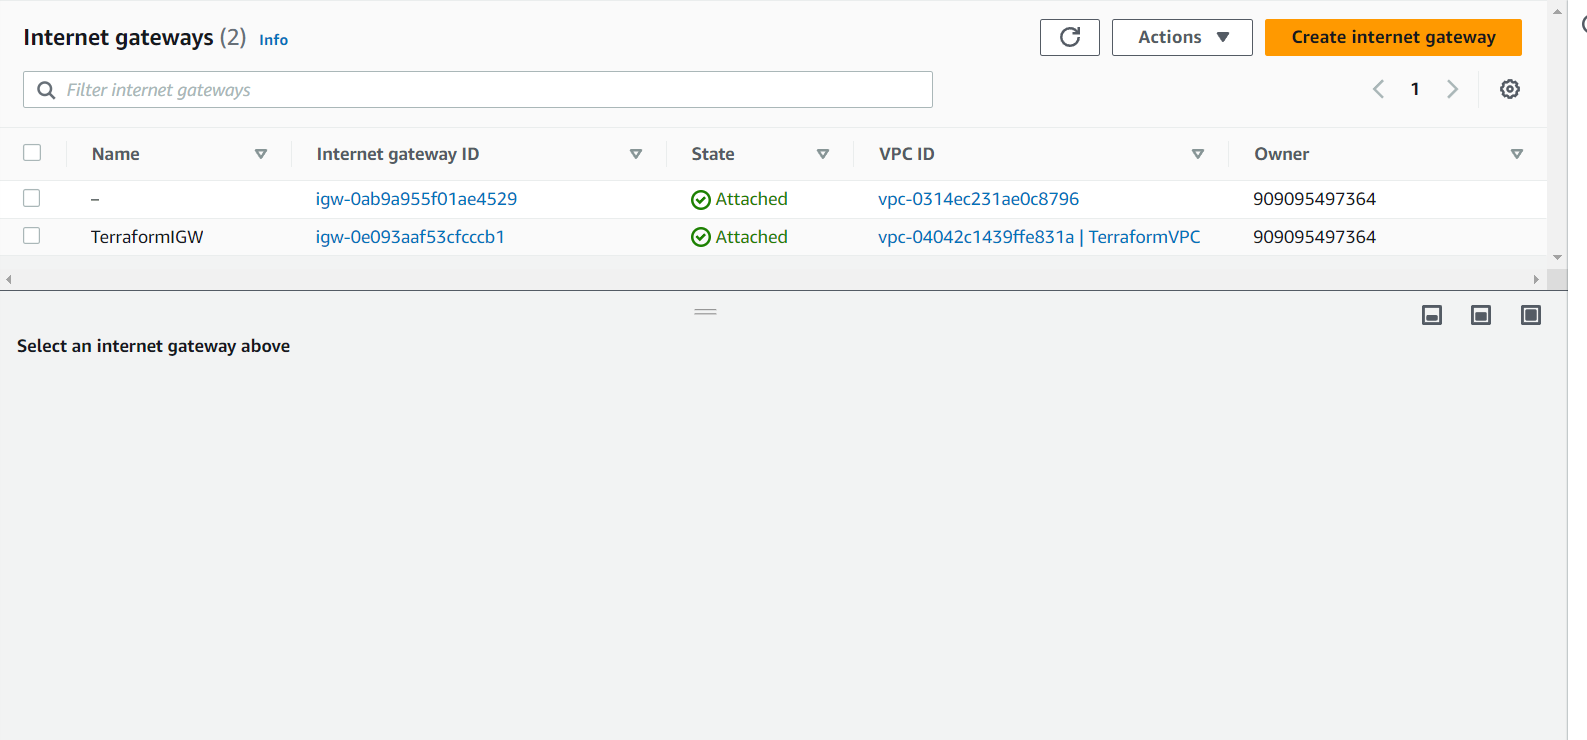 Internet gateways (2) Info
Actions
Create internet gateway
Filter internet gateways
1
Name Internet gateway ID State VPC ID Owner
– igw-0ab9a955f01ae4529 Attached vpc-0314ec231ae0c8796 909095497364
TerraformIGW igw-0e093aaf53cfcccb1 Attached vpc-04042c1439ffe831a | TerraformVPC 909095497364
Select an internet gateway above